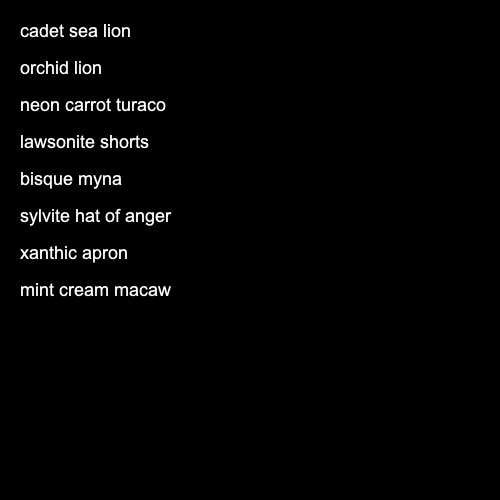 cadet sea lion
orchid lion
neon carrot turaco
lawsonite shorts
bisque myna
sylvite hat of anger
xanthic apron
mint cream macaw